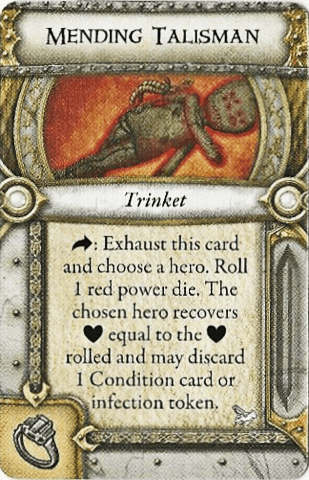 Mending Talisman
Trinket
: Exhaust this card
and choose a hero. Roll
1 red power die. The
chosen hero recovers
♥ equal to the ♥
rolled and may discard
1 Condition card or
infection token.